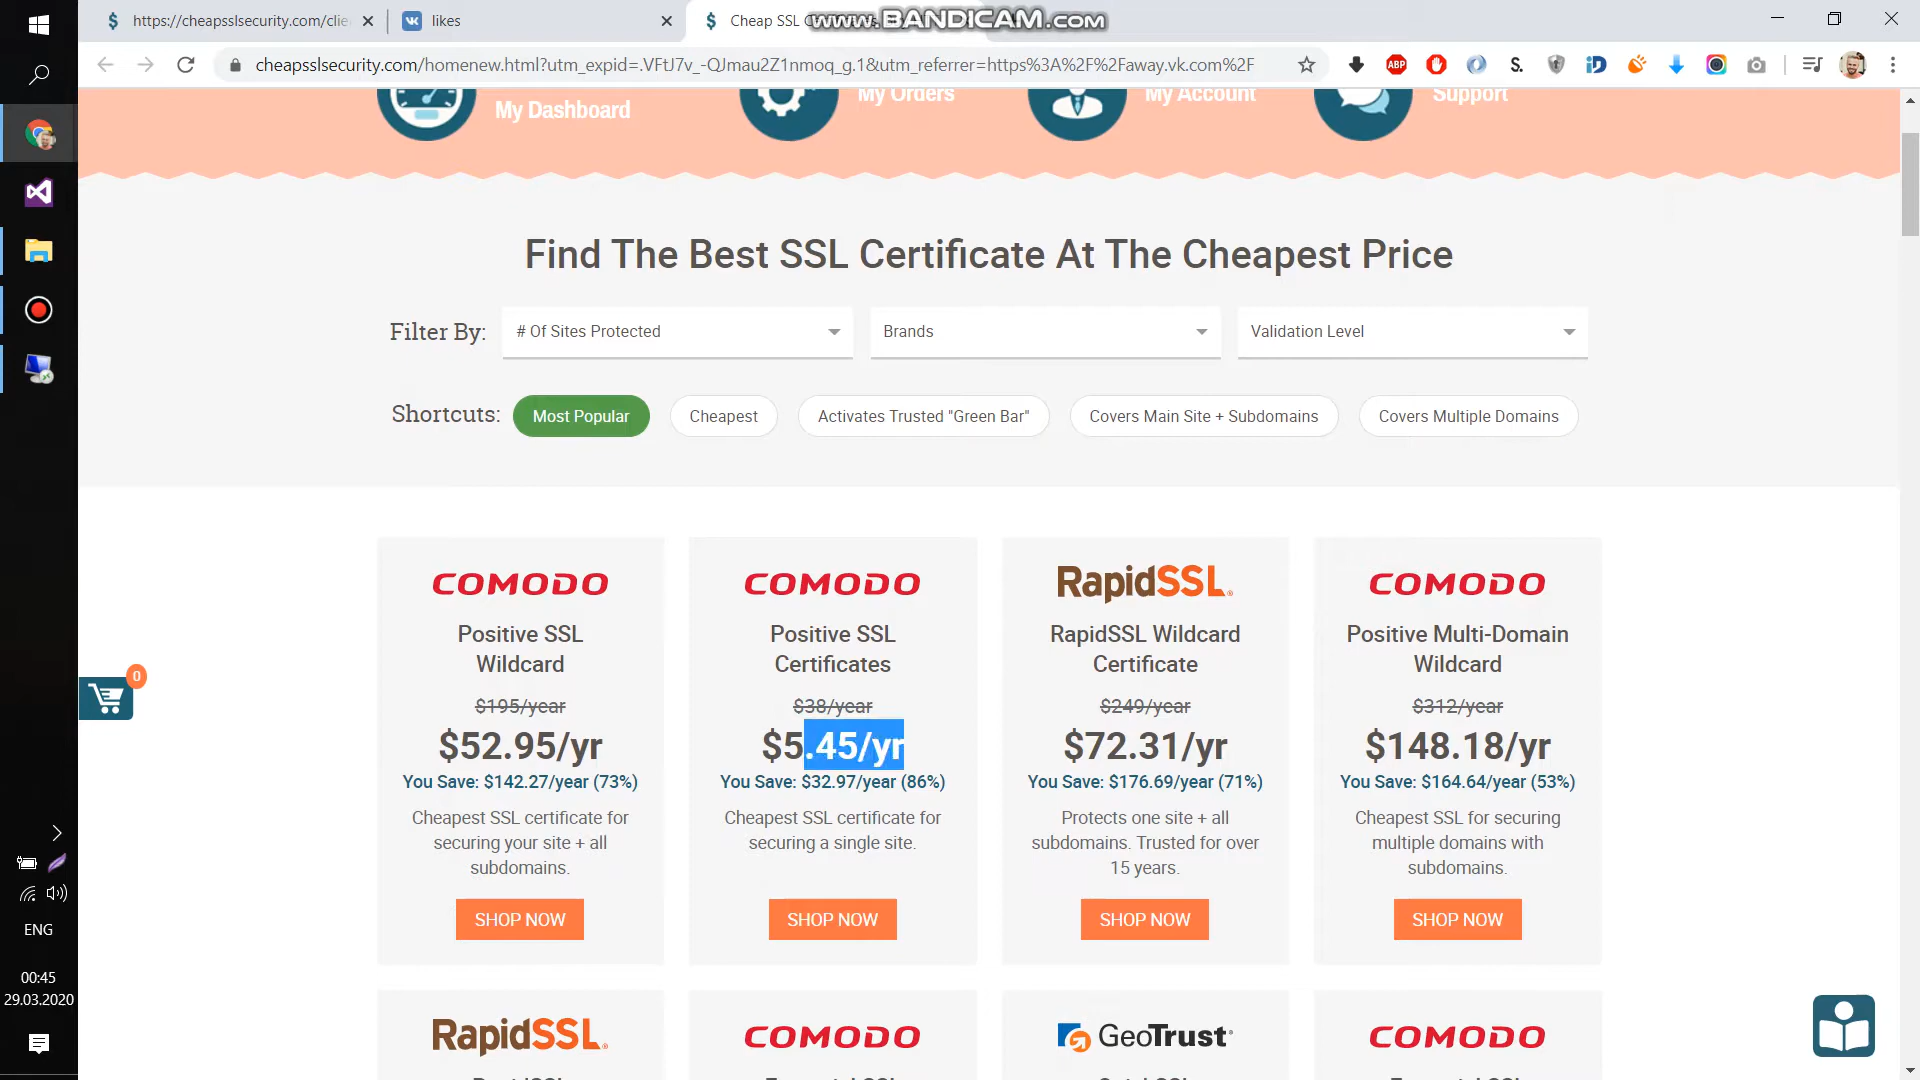 https://cheapsslsecurity.com/clie
likes
Cheap SSL
www.BANDICAM.com
cheapsslsecurity.com/homenew.html?utm_expid=.VFtJ7v_-QJmau2Z1nmoq_g.1&utm_referrer=https%3A%2F%2Faway.vk.com%2F
ABP
S.
My Dashboard
My Orders
My Account
Support
Find The Best SSL Certificate At The Cheapest Price
Filter By:
# Of Sites Protected
Brands
Validation Level
Shortcuts:
Most Popular
Cheapest
Activates Trusted "Green Bar"
Covers Main Site + Subdomains
Covers Multiple Domains
COMODO
Positive SSL
Wildcard
$195/year
$52.95/yr
You Save: $142.27/year (73%)
Cheapest SSL certificate for
securing your site + all
subdomains.
SHOP NOW
COMODO
Positive SSL
Certificates
$38/year
$5.45/yr
You Save: $32.97/year (86%)
Cheapest SSL certificate for
securing a single site.
SHOP NOW
RapidSSL.
RapidSSL Wildcard
Certificate
$249/year
$72.31/yr
You Save: $176.69/year (71%)
Protects one site + all
subdomains. Trusted for over
15 years.
SHOP NOW
COMODO
Positive Multi-Domain
Wildcard
$312/year
$148.18/yr
You Save: $164.64/year (53%)
Cheapest SSL for securing
multiple domains with
subdomains.
SHOP NOW
0
RapidSSL.
COMODO
GeoTrust
COMODO
ENG
00:45
29.03.2020